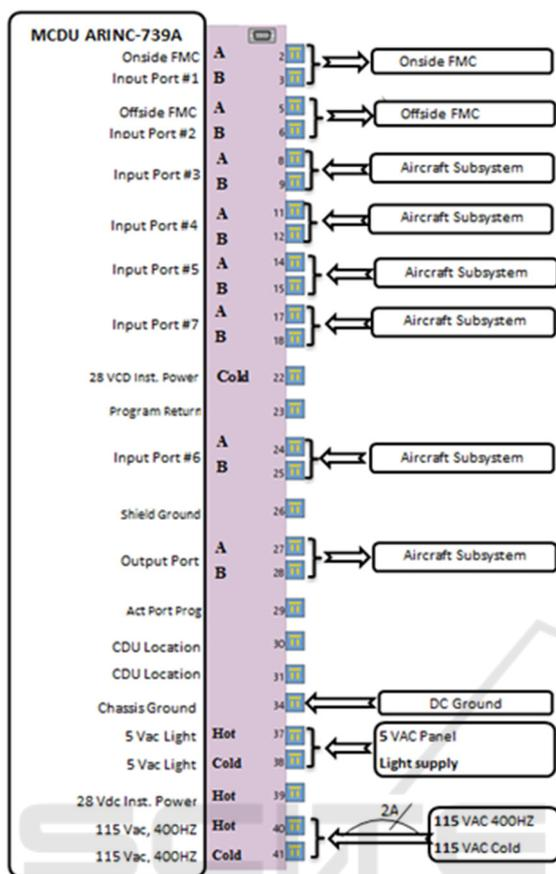 MCDU ARINC-739A
Onside FMC A 2 Onside FMC
Input Port #1 B 3
Offside FMC A 5 Offside FMC
Input Port #2 B 6
Input Port #3 A 8 Aircraft Subsystem
B 9
Input Port #4 A 11 Aircraft Subsystem
B 12
Input Port #5 A 14 Aircraft Subsystem
B 15
Input Port #7 A 17 Aircraft Subsystem
B 18
28 VCD Inst. Power Cold 22
Program Return 23
Input Port #6 A 24 Aircraft Subsystem
B 25
Shield Ground 26
Output Port A 27 Aircraft Subsystem
B 28
Act Port Prog 29
CDU Location 30
CDU Location 31
Chassis Ground 34 DC Ground
5 Vac Light Hot 37 5 VAC Panel
5 Vac Light Cold 38 Light supply
28 Vdc Inst. Power Hot 39
115 Vac, 400HZ Hot 40 2A 115 VAC 400HZ
115 Vac, 400HZ Cold 41 115 VAC Cold